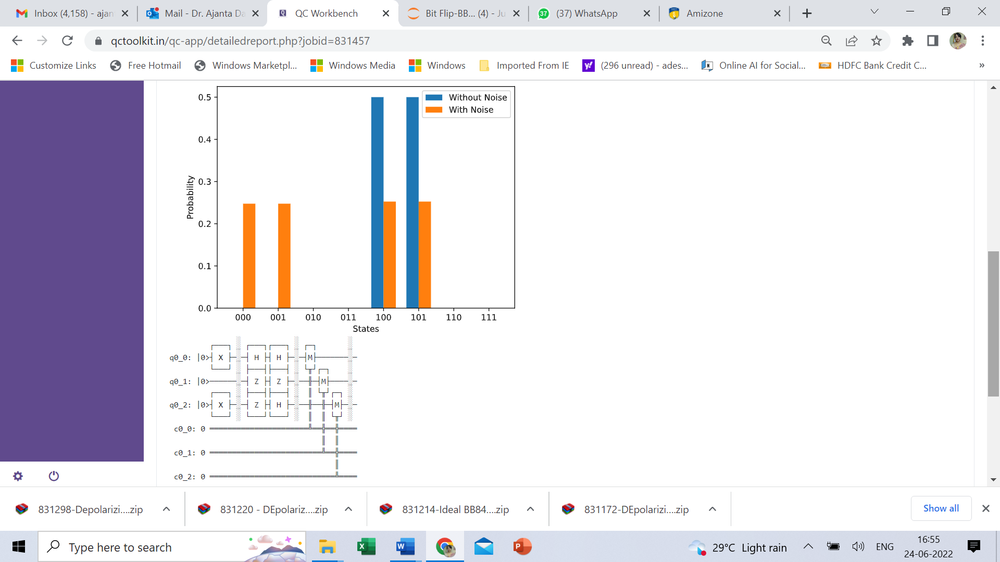 Inbox (4,158) - ajan
Mail - Dr. Ajanta Da
QC Workbench
Bit Flip-BB... (4) - Ju
37
(37) WhatsApp
Amizone
qctoolkit.in/qc-app/detailedreport.php?jobid=831457
Customize Links
Free Hotmail
Windows Marketpl...
Windows Media
Windows
Imported From IE
(296 unread) - ades...
Online AI for Social...
HDFC Bank Credit C...
»
Without Noise
With Noise
0.5
0.4
0.3
0.2
0.1
0.0
Probability
000 001 010 011 100 101 110 111
States
q0_0: |0> X H H M
q0_1: |0> Z Z M
q0_2: |0> X Z H M
c0_0: 0
c0_1: 0
c0_2: 0
831298-Depolarizi....zip
831220 - DEpolariz....zip
831214-Ideal BB84....zip
831172-DEpolarizi....zip
Show all
Type here to search
29°C Light rain
ENG
16:55
24-06-2022